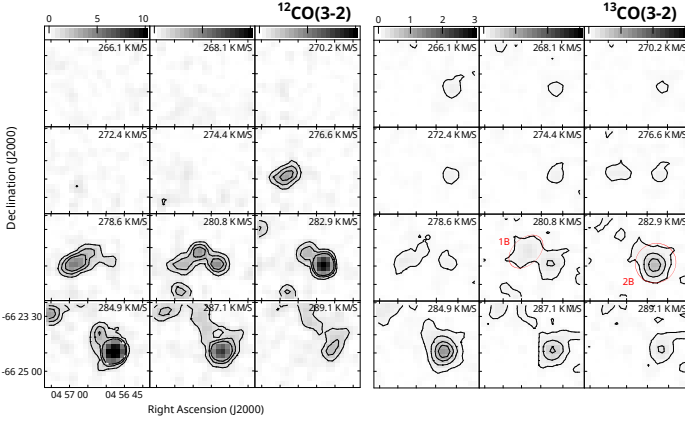 12CO(3-2)
13CO(3-2)
0 5 10
0 1 2 3
266.1 KM/S 268.1 KM/S 270.2 KM/S
266.1 KM/S 268.1 KM/S 270.2 KM/S
272.4 KM/S 274.4 KM/S 276.6 KM/S
272.4 KM/S 274.4 KM/S 276.6 KM/S
278.6 KM/S 280.8 KM/S 282.9 KM/S
278.6 KM/S 280.8 KM/S 282.9 KM/S
1B
2B
284.9 KM/S 287.1 KM/S 289.1 KM/S
284.9 KM/S 287.1 KM/S 289.1 KM/S
Declination (J2000)
-66 23 30
-66 25 00
04 57 00 04 56 45
Right Ascension (J2000)